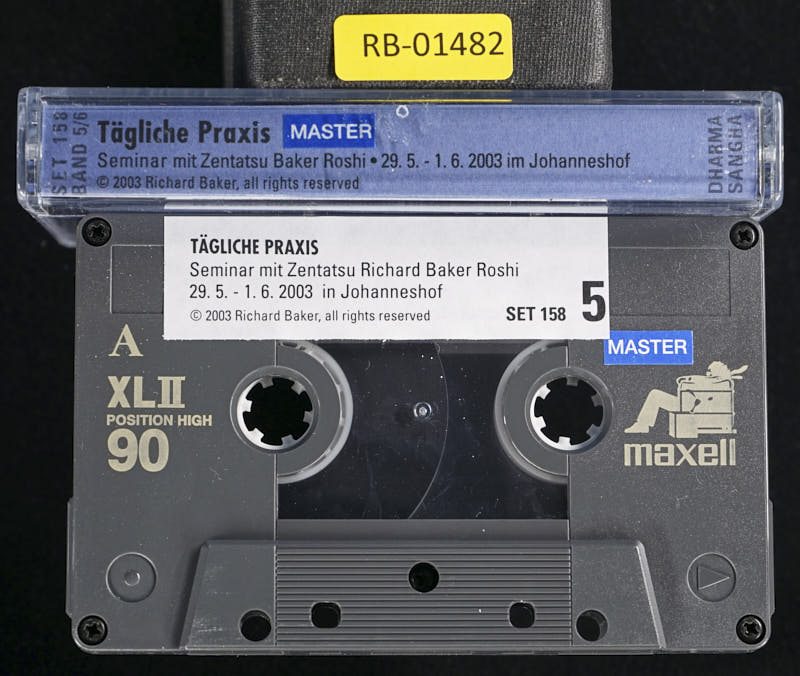 RB-01482
SET 158
BAND 5/6
Tägliche Praxis MASTER
Seminar mit Zentatsu Baker Roshi • 29. 5. - 1. 6. 2003 im Johanneshof
© 2003 Richard Baker, all rights reserved
DHARMA
SANGHA
TÄGLICHE PRAXIS
Seminar mit Zentatsu Richard Baker Roshi
29. 5. - 1. 6. 2003 in Johanneshof
© 2003 Richard Baker, all rights reserved
SET 158 5
MASTER
A
XLII
POSITION HIGH
90
maxell